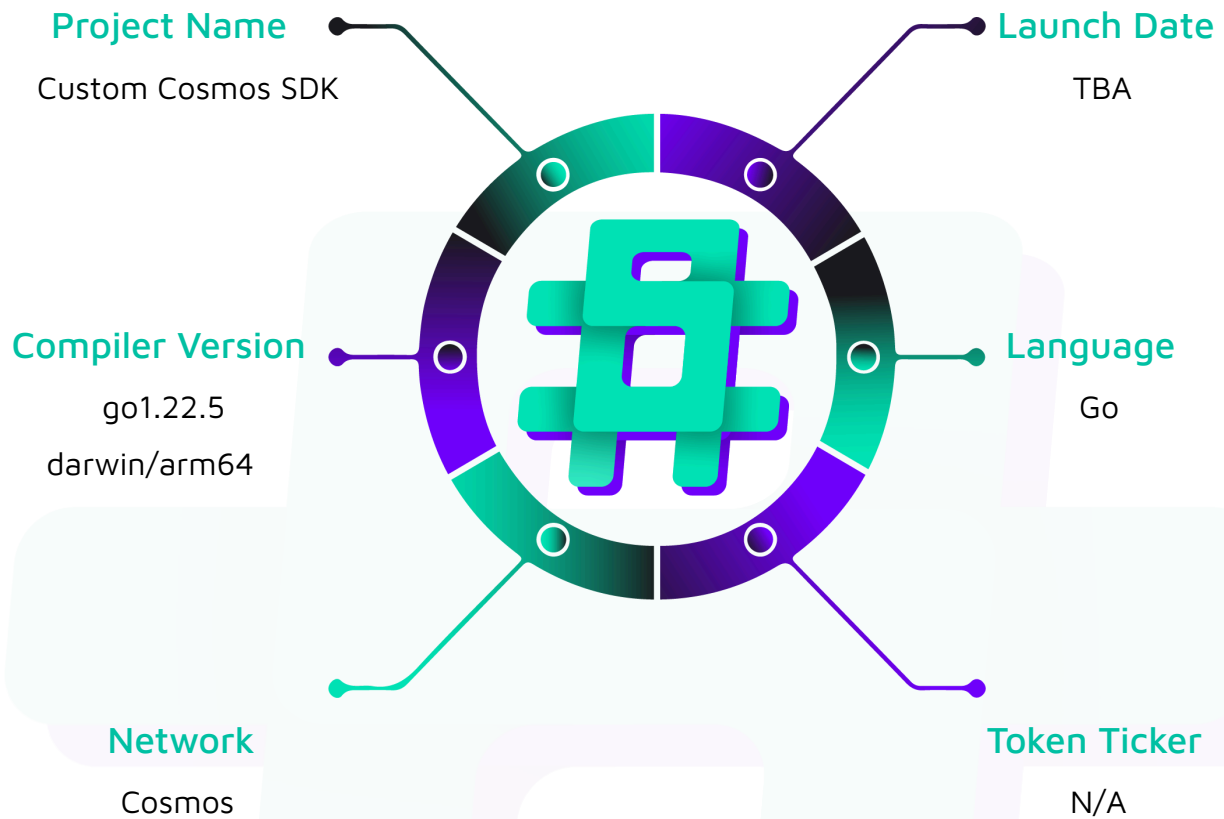 Project Name
Custom Cosmos SDK
Launch Date
TBA
Compiler Version
go1.22.5
darwin/arm64
Language
Go
Network
Cosmos
Token Ticker
N/A